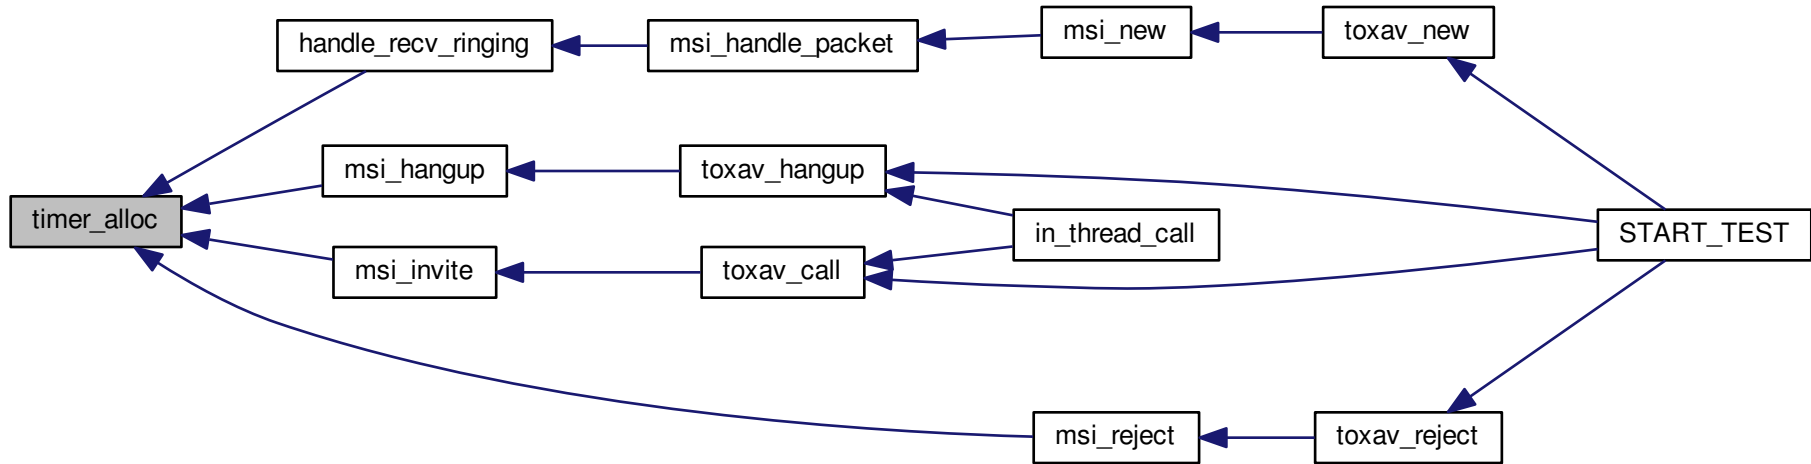 handle_recv_ringing
msi_handle_packet
msi_new
toxav_new
msi_hangup
toxav_hangup
timer_alloc
in_thread_call
START_TEST
msi_invite
toxav_call
msi_reject
toxav_reject